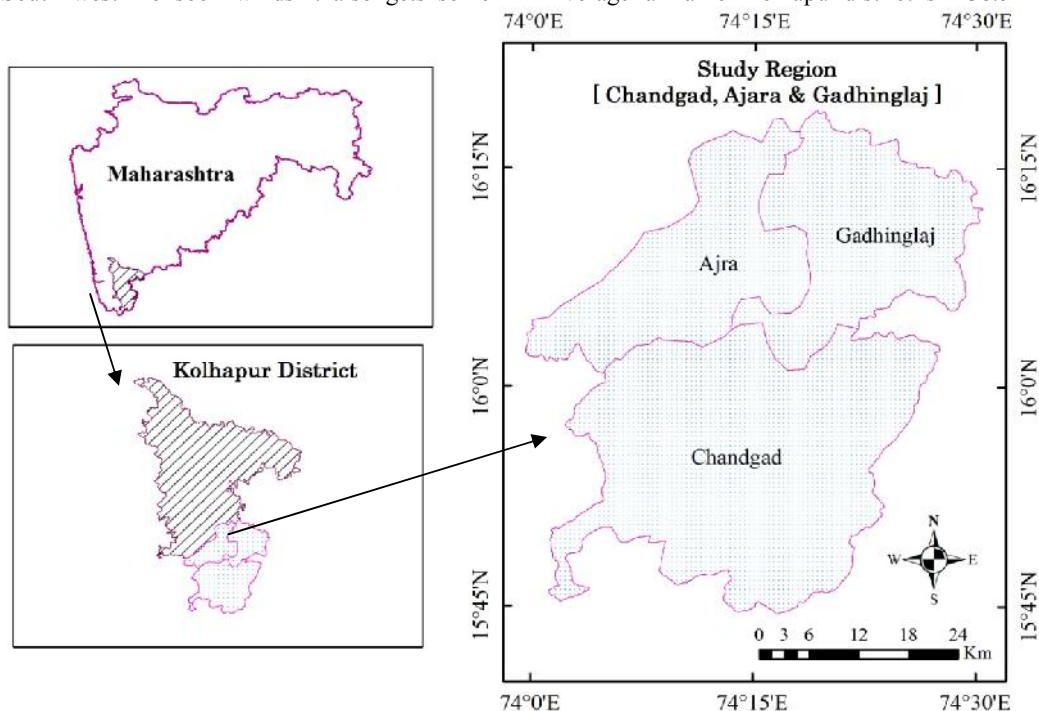 74°0'E 74°15'E 74°30'E
Study Region
[ Chandgad, Ajara & Gadhinglaj ]
Maharashtra
16°15'N 16°15'N
Gadhinglaj
Ajra
Kolhapur District
16°0'N 16°0'N
Chandgad
N
W E
S
15°45'N 15°45'N
0 3 6 12 18 24
Km
74°0'E 74°15'E 74°30'E